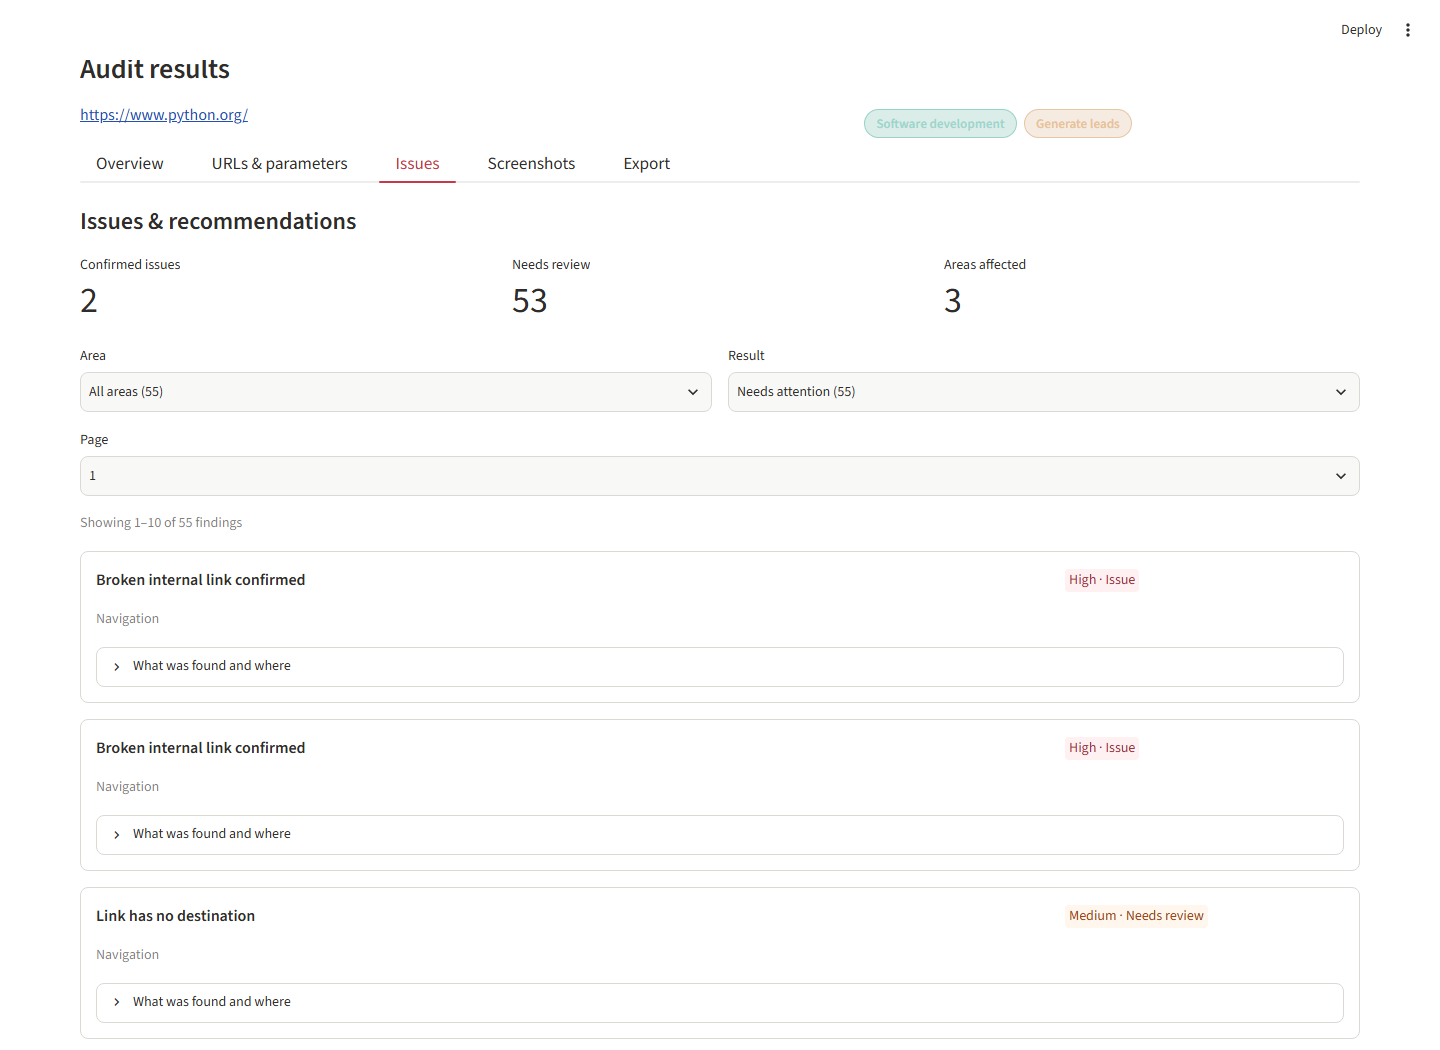 Deploy
Audit results
https://www.python.org/
Software development
Generate leads
Overview
URLs & parameters
Issues
Screenshots
Export
Issues & recommendations
Confirmed issues
Needs review
Areas affected
2
53
3
Area
Result
All areas (55)
Needs attention (55)
Page
1
Showing 1–10 of 55 findings
Broken internal link confirmed
High · Issue
Navigation
What was found and where
Broken internal link confirmed
High · Issue
Navigation
What was found and where
Link has no destination
Medium · Needs review
Navigation
What was found and where